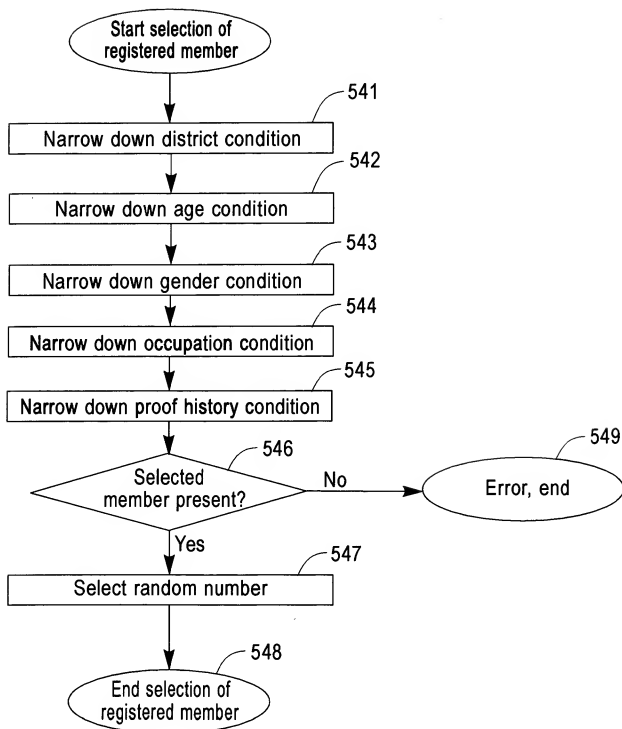 Start selection of
registered member
541
Narrow down district condition
542
Narrow down age condition
543
Narrow down gender condition
544
Narrow down occupation condition
545
Narrow down proof history condition
546
Selected
member present?
No
549
Error, end
Yes
547
Select random number
548
End selection of
registered member